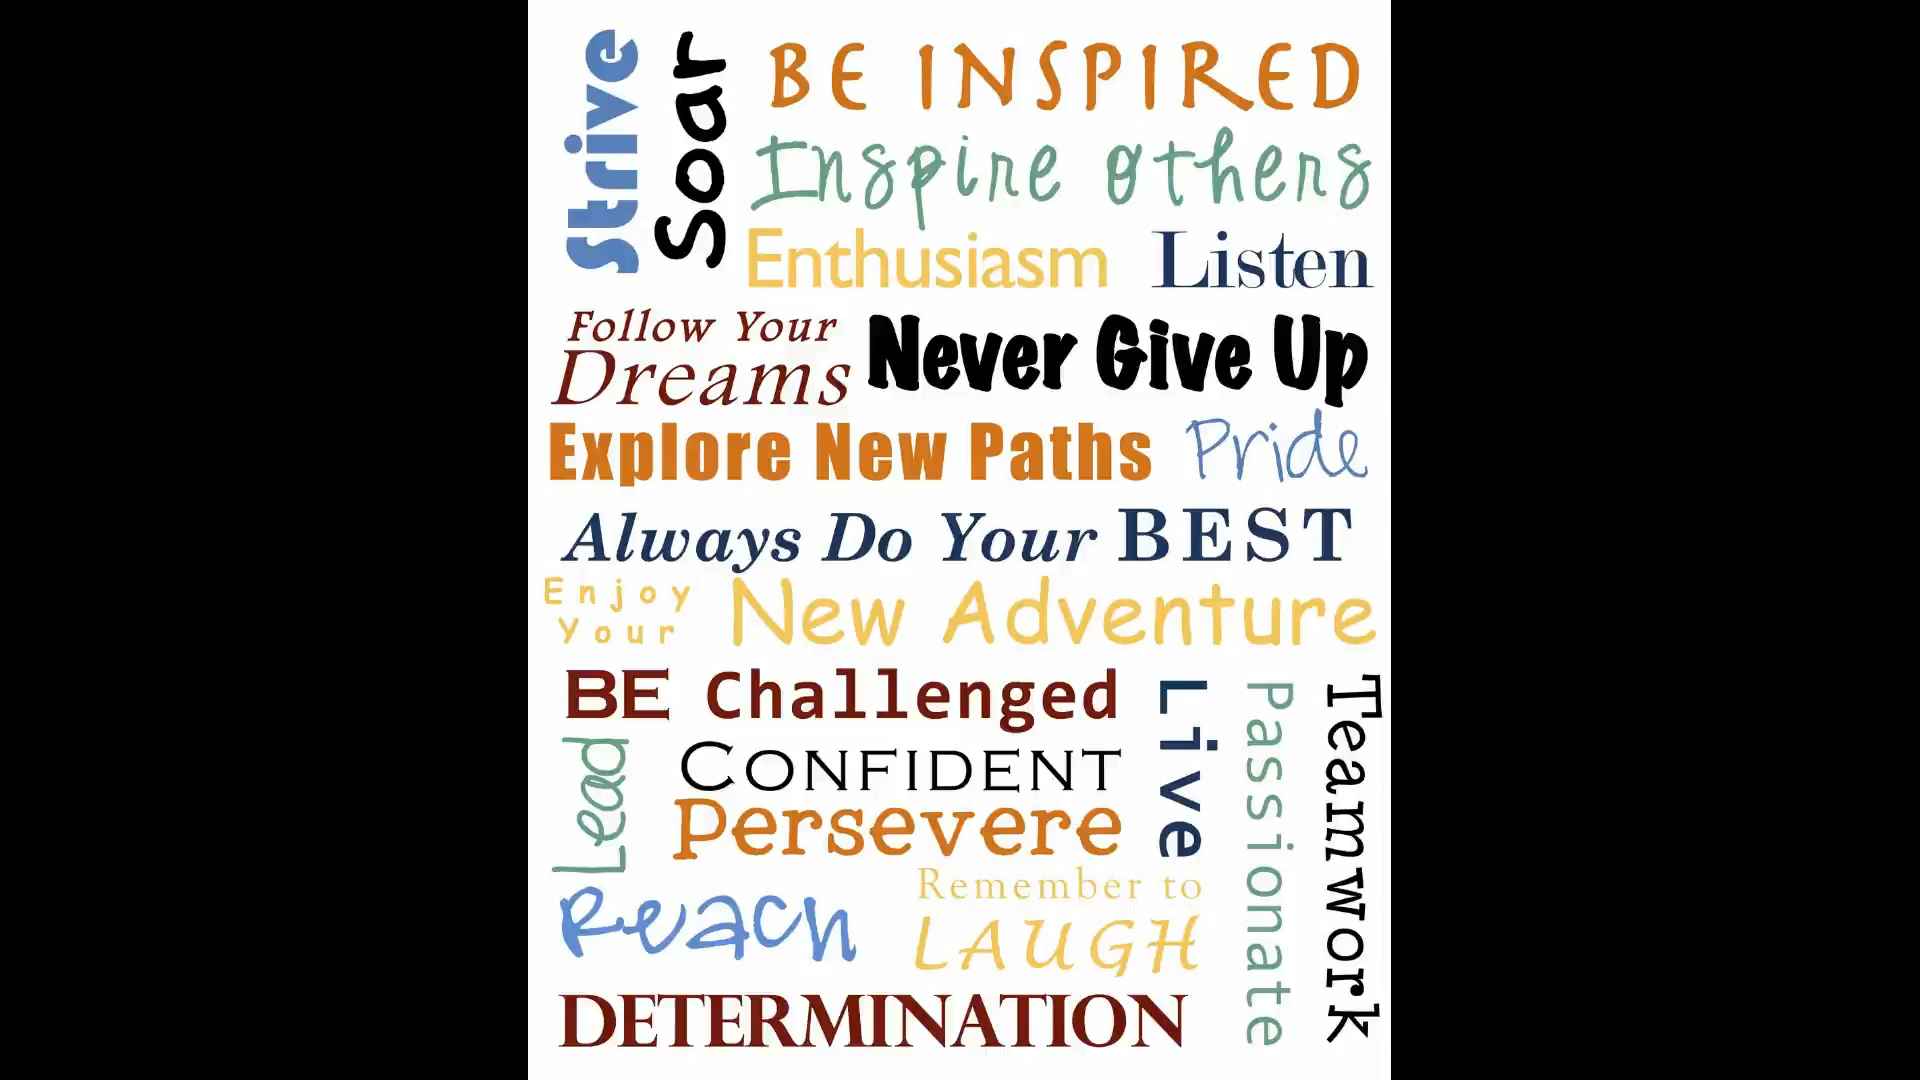 Strive
Soar
BE INSPIRED
Inspire Others
Enthusiasm
Listen
Follow Your
Dreams
Never Give Up
Explore New Paths
Pride
Always Do Your BEST
Enjoy
Your
New Adventure
BE Challenged
Live
Passionate
Teamwork
Lead
CONFIDENT
Persevere
Reach
Remember to
LAUGH
DETERMINATION